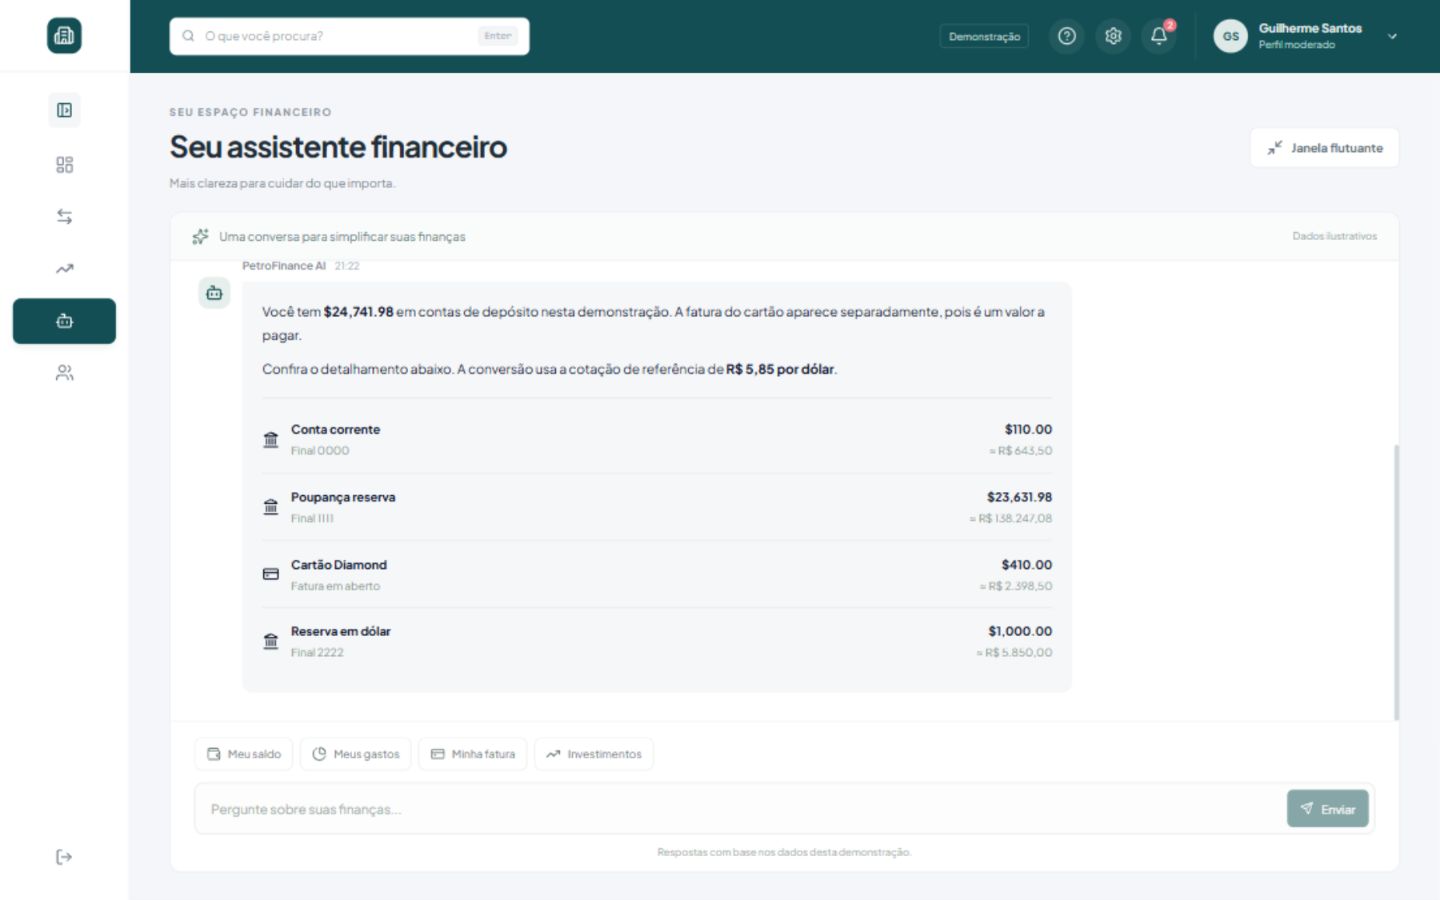 O que você procura?
Enter
Demonstração
2
GS
Guilherme Santos
Perfil moderado
SEU ESPAÇO FINANCEIRO
Seu assistente financeiro
Mais clareza para cuidar do que importa.
Janela flutuante
Uma conversa para simplificar suas finanças
Dados ilustrativos
PetroFinance AI 21:22
Você tem $24,741.98 em contas de depósito nesta demonstração. A fatura do cartão aparece separadamente, pois é um valor a
pagar.
Confira o detalhamento abaixo. A conversão usa a cotação de referência de R$ 5,85 por dólar.
Conta corrente
$110.00
Final 0000
≈ R$ 643,50
Poupança reserva
$23,631.98
Final 1111
≈ R$ 138.247,08
Cartão Diamond
$410.00
Fatura em aberto
≈ R$ 2.398,50
Reserva em dólar
$1,000.00
Final 2222
≈ R$ 5.850,00
Meu saldo
Meus gastos
Minha fatura
Investimentos
Pergunte sobre suas finanças...
Enviar
Respostas com base nos dados desta demonstração.